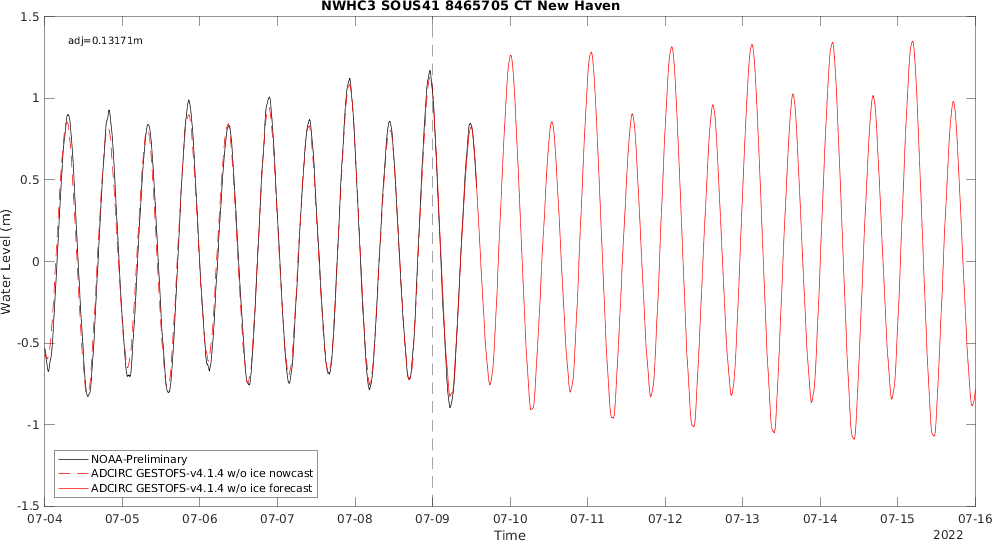 NWHC3 SOUS41 8465705 CT New Haven
adj=0.13171m
Water Level (m)
1.5
1
0.5
0
-0.5
-1
-1.5
NOAA-Preliminary
ADCIRC GESTOFS-v4.1.4 w/o ice nowcast
ADCIRC GESTOFS-v4.1.4 w/o ice forecast
07-04 07-05 07-06 07-07 07-08 07-09 07-10 07-11 07-12 07-13 07-14 07-15 07-16
Time
2022